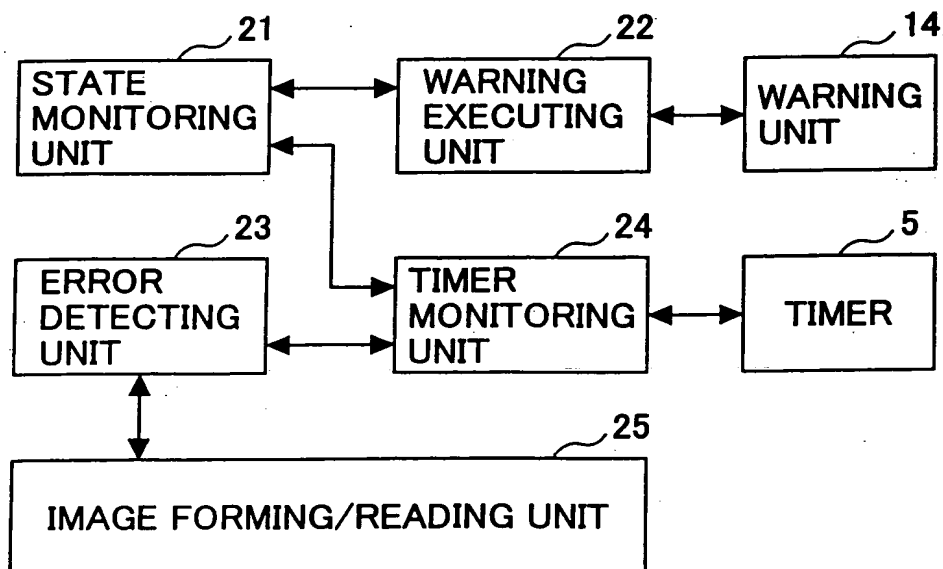 21
STATE
MONITORING
UNIT
22
WARNING
EXECUTING
UNIT
14
WARNING
UNIT
23
ERROR
DETECTING
UNIT
24
TIMER
MONITORING
UNIT
5
TIMER
25
IMAGE FORMING/READING UNIT